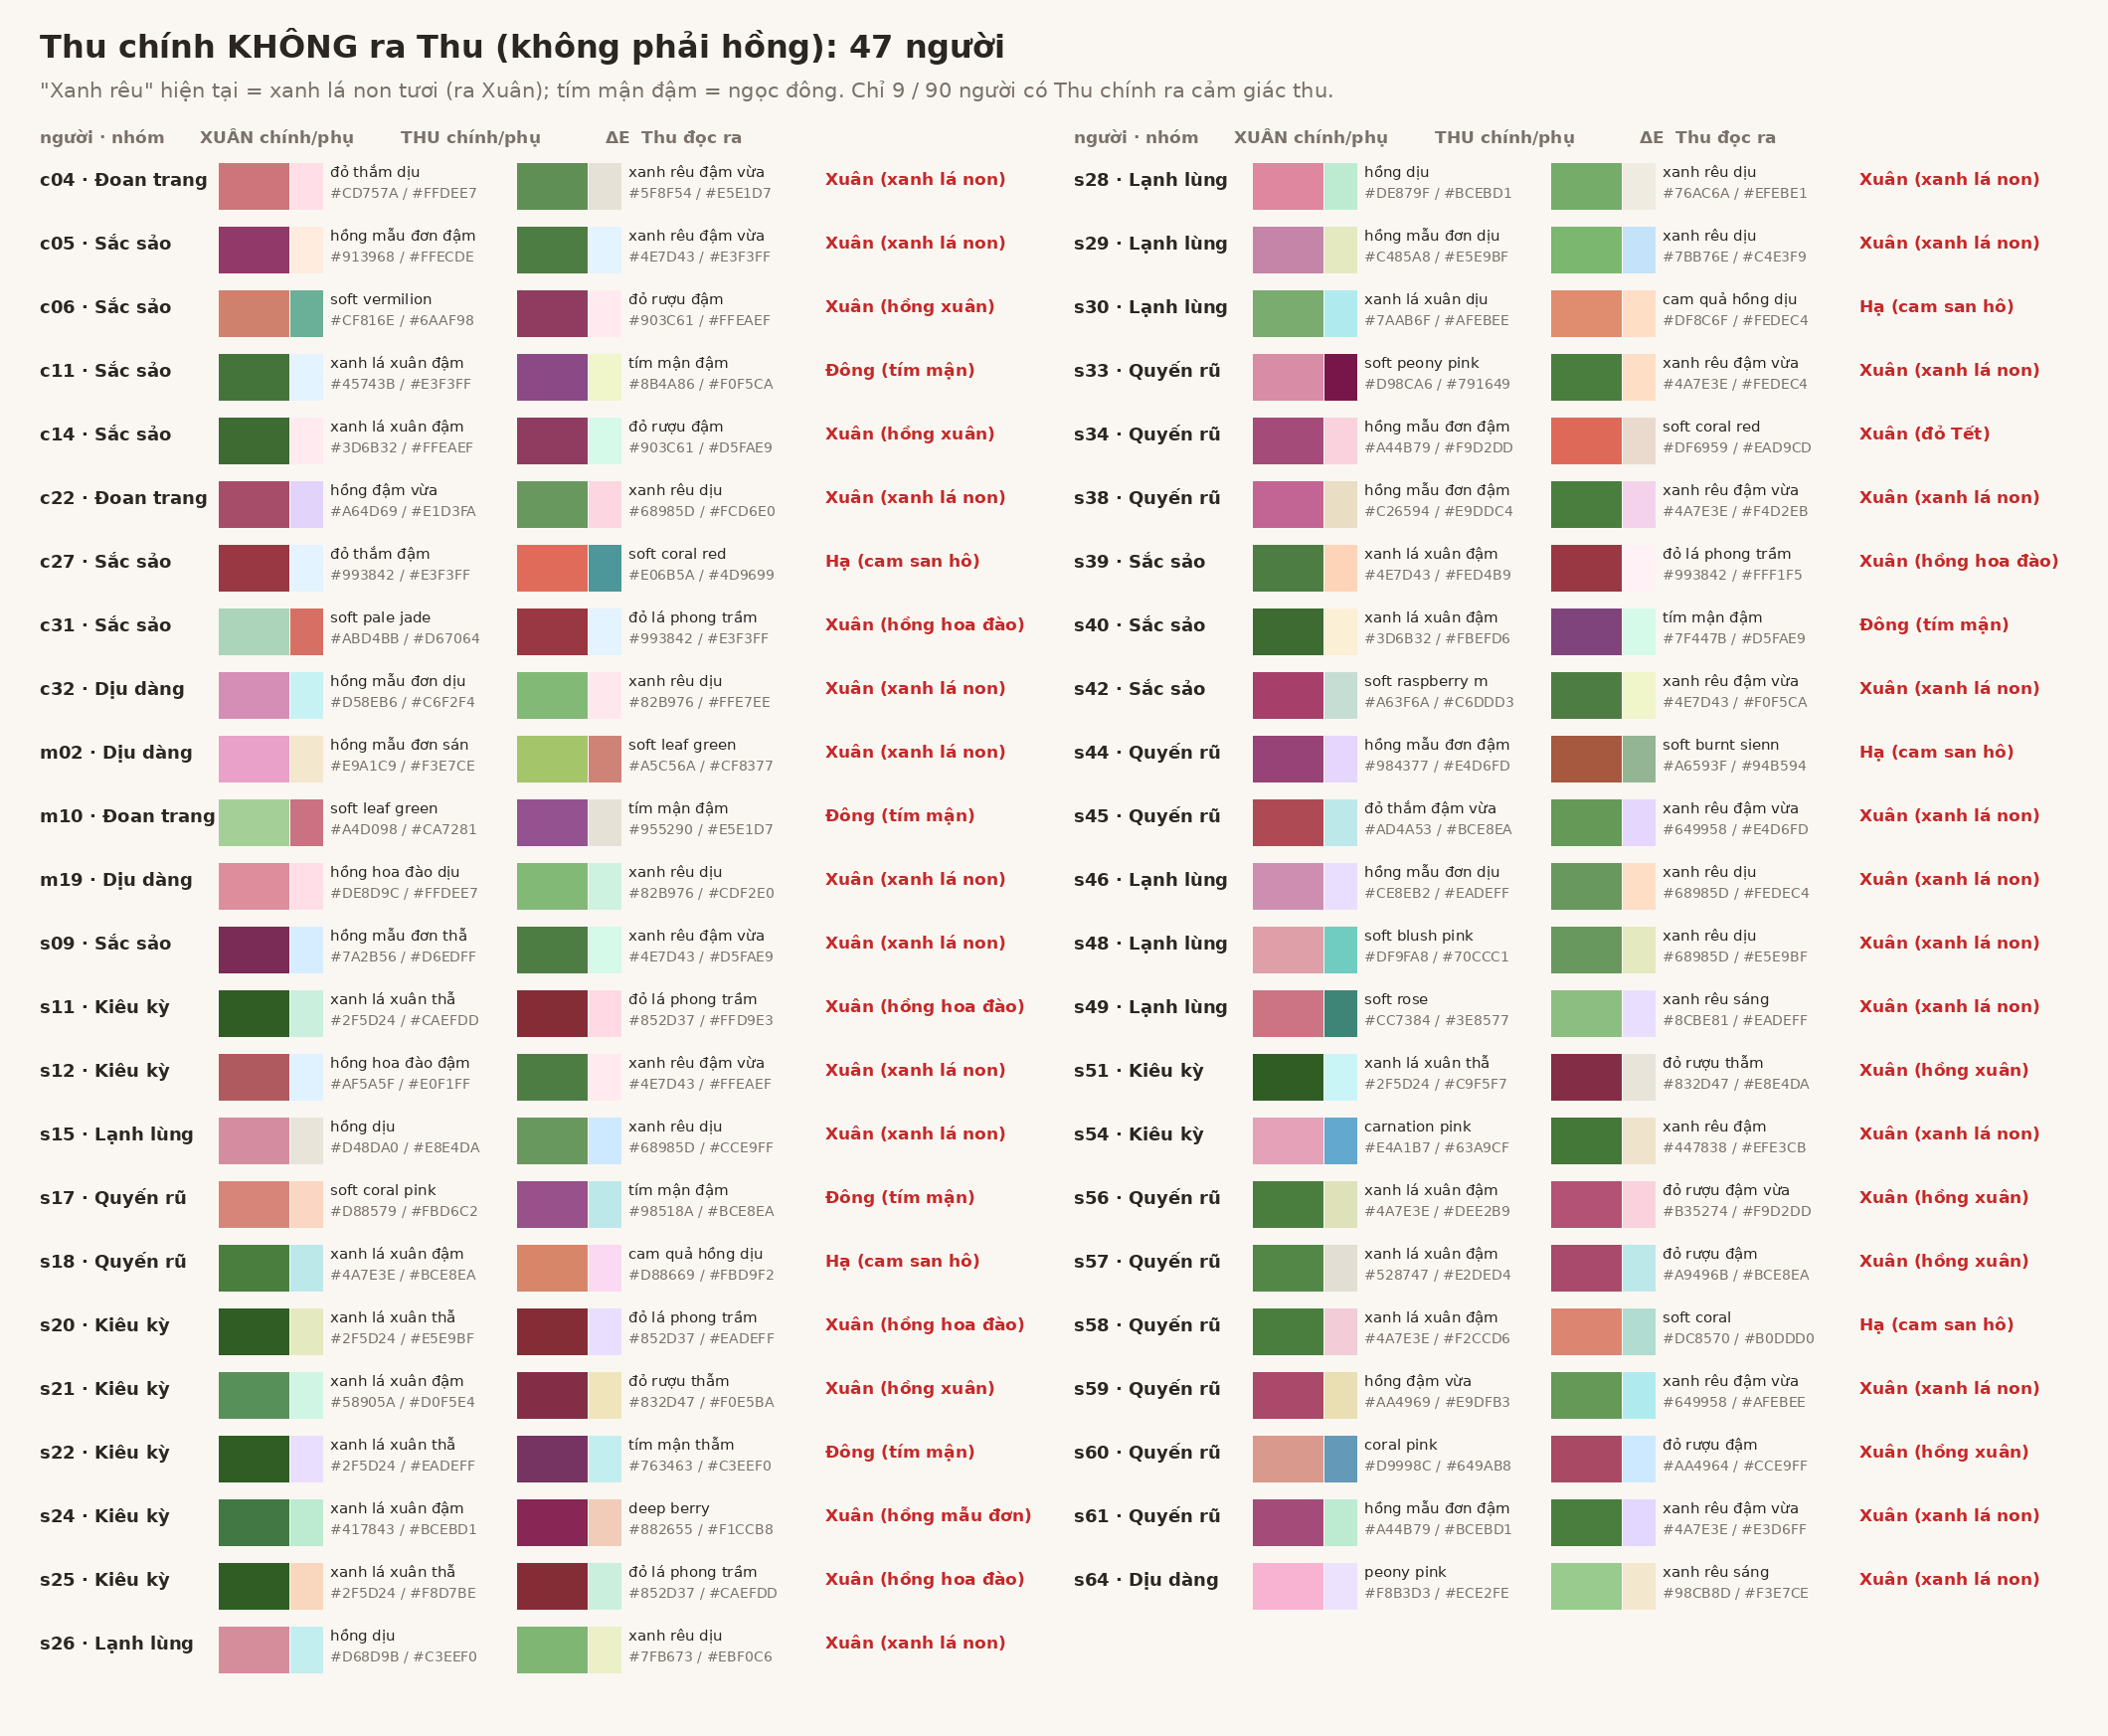 Thu chính KHÔNG ra Thu (không phải hồng): 47 người
"Xanh rêu" hiện tại = xanh lá non tươi (ra Xuân); tím mận đậm = ngọc đông. Chỉ 9 / 90 người có Thu chính ra cảm giác thu.
người · nhóm XUÂN chính/phụ THU chính/phụ ΔE Thu đọc ra
c04 · Đoan trang đỏ thắm dịu xanh rêu đậm vừa Xuân (xanh lá non)
#CD757A / #FFDEE7 #5F8F54 / #E5E1D7
c05 · Sắc sảo hồng mẫu đơn đậm xanh rêu đậm vừa Xuân (xanh lá non)
#913968 / #FFECDE #4E7D43 / #E3F3FF
c06 · Sắc sảo soft vermilion đỏ rượu đậm Xuân (hồng xuân)
#CF816E / #6AAF98 #903C61 / #FFEAEF
c11 · Sắc sảo xanh lá xuân đậm tím mận đậm Đông (tím mận)
#45743B / #E3F3FF #8B4A86 / #F0F5CA
c14 · Sắc sảo xanh lá xuân đậm đỏ rượu đậm Xuân (hồng xuân)
#3D6B32 / #FFEAEF #903C61 / #D5FAE9
c22 · Đoan trang hồng đậm vừa xanh rêu dịu Xuân (xanh lá non)
#A64D69 / #E1D3FA #68985D / #FCD6E0
c27 · Sắc sảo đỏ thắm đậm soft coral red Hạ (cam san hô)
#993842 / #E3F3FF #E06B5A / #4D9699
c31 · Sắc sảo soft pale jade đỏ lá phong trầm Xuân (hồng hoa đào)
#ABD4BB / #D67064 #993842 / #E3F3FF
c32 · Dịu dàng hồng mẫu đơn dịu xanh rêu dịu Xuân (xanh lá non)
#D58EB6 / #C6F2F4 #82B976 / #FFE7EE
m02 · Dịu dàng hồng mẫu đơn sán soft leaf green Xuân (xanh lá non)
#E9A1C9 / #F3E7CE #A5C56A / #CF8377
m10 · Đoan trang soft leaf green tím mận đậm Đông (tím mận)
#A4D098 / #CA7281 #955290 / #E5E1D7
m19 · Dịu dàng hồng hoa đào dịu xanh rêu dịu Xuân (xanh lá non)
#DE8D9C / #FFDEE7 #82B976 / #CDF2E0
s09 · Sắc sảo hồng mẫu đơn thẫ xanh rêu đậm vừa Xuân (xanh lá non)
#7A2B56 / #D6EDFF #4E7D43 / #D5FAE9
s11 · Kiêu kỳ xanh lá xuân thẫ đỏ lá phong trầm Xuân (hồng hoa đào)
#2F5D24 / #CAEFDD #852D37 / #FFD9E3
s12 · Kiêu kỳ hồng hoa đào đậm xanh rêu đậm vừa Xuân (xanh lá non)
#AF5A5F / #E0F1FF #4E7D43 / #FFEAEF
s15 · Lạnh lùng hồng dịu xanh rêu dịu Xuân (xanh lá non)
#D48DA0 / #E8E4DA #68985D / #CCE9FF
s17 · Quyến rũ soft coral pink tím mận đậm Đông (tím mận)
#D88579 / #FBD6C2 #98518A / #BCE8EA
s18 · Quyến rũ xanh lá xuân đậm cam quả hồng dịu Hạ (cam san hô)
#4A7E3E / #BCE8EA #D88669 / #FBD9F2
s20 · Kiêu kỳ xanh lá xuân thẫ đỏ lá phong trầm Xuân (hồng hoa đào)
#2F5D24 / #E5E9BF #852D37 / #EADEFF
s21 · Kiêu kỳ xanh lá xuân đậm đỏ rượu thẫm Xuân (hồng xuân)
#58905A / #D0F5E4 #832D47 / #F0E5BA
s22 · Kiêu kỳ xanh lá xuân thẫ tím mận thẫm Đông (tím mận)
#2F5D24 / #EADEFF #763463 / #C3EEF0
s24 · Kiêu kỳ xanh lá xuân đậm deep berry Xuân (hồng mẫu đơn)
#417843 / #BCEBD1 #882655 / #F1CCB8
s25 · Kiêu kỳ xanh lá xuân thẫ đỏ lá phong trầm Xuân (hồng hoa đào)
#2F5D24 / #F8D7BE #852D37 / #CAEFDD
s26 · Lạnh lùng hồng dịu xanh rêu dịu Xuân (xanh lá non)
#D68D9B / #C3EEF0 #7FB673 / #EBF0C6
người · nhóm XUÂN chính/phụ THU chính/phụ ΔE Thu đọc ra
s28 · Lạnh lùng hồng dịu xanh rêu dịu Xuân (xanh lá non)
#DE879F / #BCEBD1 #76AC6A / #EFEBE1
s29 · Lạnh lùng hồng mẫu đơn dịu xanh rêu dịu Xuân (xanh lá non)
#C485A8 / #E5E9BF #7BB76E / #C4E3F9
s30 · Lạnh lùng xanh lá xuân dịu cam quả hồng dịu Hạ (cam san hô)
#7AAB6F / #AFEBEE #DF8C6F / #FEDEC4
s33 · Quyến rũ soft peony pink xanh rêu đậm vừa Xuân (xanh lá non)
#D98CA6 / #791649 #4A7E3E / #FEDEC4
s34 · Quyến rũ hồng mẫu đơn đậm soft coral red Xuân (đỏ Tết)
#A44B79 / #F9D2DD #DF6959 / #EAD9CD
s38 · Quyến rũ hồng mẫu đơn đậm xanh rêu đậm vừa Xuân (xanh lá non)
#C26594 / #E9DDC4 #4A7E3E / #F4D2EB
s39 · Sắc sảo xanh lá xuân đậm đỏ lá phong trầm Xuân (hồng hoa đào)
#4E7D43 / #FED4B9 #993842 / #FFF1F5
s40 · Sắc sảo xanh lá xuân đậm tím mận đậm Đông (tím mận)
#3D6B32 / #FBEFD6 #7F447B / #D5FAE9
s42 · Sắc sảo soft raspberry m xanh rêu đậm vừa Xuân (xanh lá non)
#A63F6A / #C6DDD3 #4E7D43 / #F0F5CA
s44 · Quyến rũ hồng mẫu đơn đậm soft burnt sienn Hạ (cam san hô)
#984377 / #E4D6FD #A6593F / #94B594
s45 · Quyến rũ đỏ thắm đậm vừa xanh rêu đậm vừa Xuân (xanh lá non)
#AD4A53 / #BCE8EA #649958 / #E4D6FD
s46 · Lạnh lùng hồng mẫu đơn dịu xanh rêu dịu Xuân (xanh lá non)
#CE8EB2 / #EADEFF #68985D / #FEDEC4
s48 · Lạnh lùng soft blush pink xanh rêu dịu Xuân (xanh lá non)
#DF9FA8 / #70CCC1 #68985D / #E5E9BF
s49 · Lạnh lùng soft rose xanh rêu sáng Xuân (xanh lá non)
#CC7384 / #3E8577 #8CBE81 / #EADEFF
s51 · Kiêu kỳ xanh lá xuân thẫ đỏ rượu thẫm Xuân (hồng xuân)
#2F5D24 / #C9F5F7 #832D47 / #E8E4DA
s54 · Kiêu kỳ carnation pink xanh rêu đậm Xuân (xanh lá non)
#E4A1B7 / #63A9CF #447838 / #EFE3CB
s56 · Quyến rũ xanh lá xuân đậm đỏ rượu đậm vừa Xuân (hồng xuân)
#4A7E3E / #DEE2B9 #B35274 / #F9D2DD
s57 · Quyến rũ xanh lá xuân đậm đỏ rượu đậm Xuân (hồng xuân)
#528747 / #E2DED4 #A9496B / #BCE8EA
s58 · Quyến rũ xanh lá xuân đậm soft coral Hạ (cam san hô)
#4A7E3E / #F2CCD6 #DC8570 / #B0DDD0
s59 · Quyến rũ hồng đậm vừa xanh rêu đậm vừa Xuân (xanh lá non)
#AA4969 / #E9DFB3 #649958 / #AFEBEE
s60 · Quyến rũ coral pink đỏ rượu đậm Xuân (hồng xuân)
#D9998C / #649AB8 #AA4964 / #CCE9FF
s61 · Quyến rũ hồng mẫu đơn đậm xanh rêu đậm vừa Xuân (xanh lá non)
#A44B79 / #BCEBD1 #4A7E3E / #E3D6FF
s64 · Dịu dàng peony pink xanh rêu sáng Xuân (xanh lá non)
#F8B3D3 / #ECE2FE #98CB8D / #F3E7CE